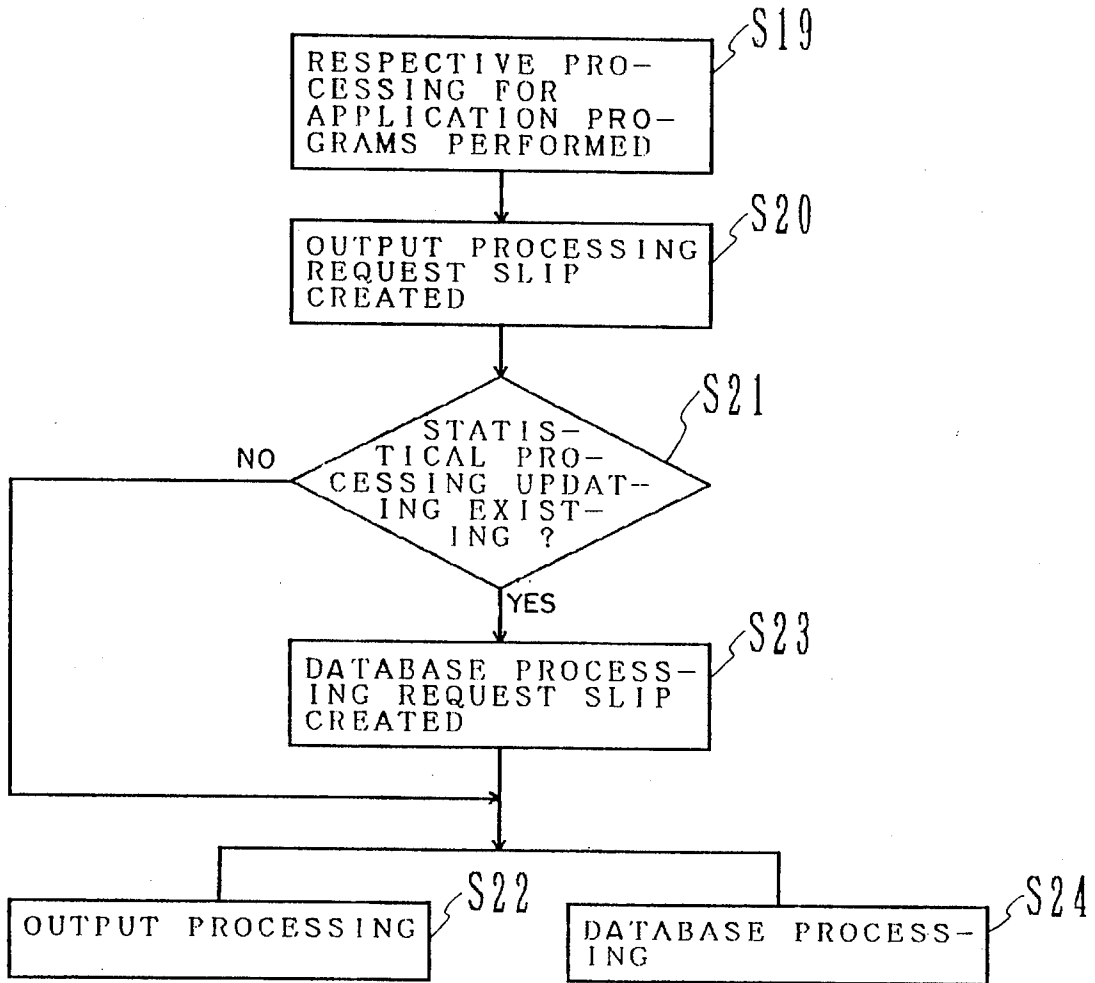 S19
RESPECTIVE PRO-
CESSING FOR
APPLICATION PRO-
GRAMS PERFORMED
S20
OUTPUT PROCESSING
REQUEST SLIP
CREATED
S21
STATIS-
TICAL PRO-
CESSING UPDAT-
ING EXIST-
ING ?
NO
YES
S23
DATABASE PROCESS-
ING REQUEST SLIP
CREATED
S22
OUTPUT PROCESSING
S24
DATABASE PROCESS-
ING